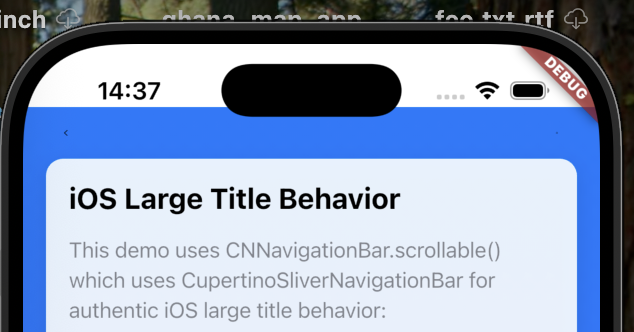 inch
ghana_map_app
fee.txt.rtf
14:37
DEBUG
iOS Large Title Behavior
This demo uses CNNavigationBar.scrollable()
which uses CupertinoSliverNavigationBar for
authentic iOS large title behavior: